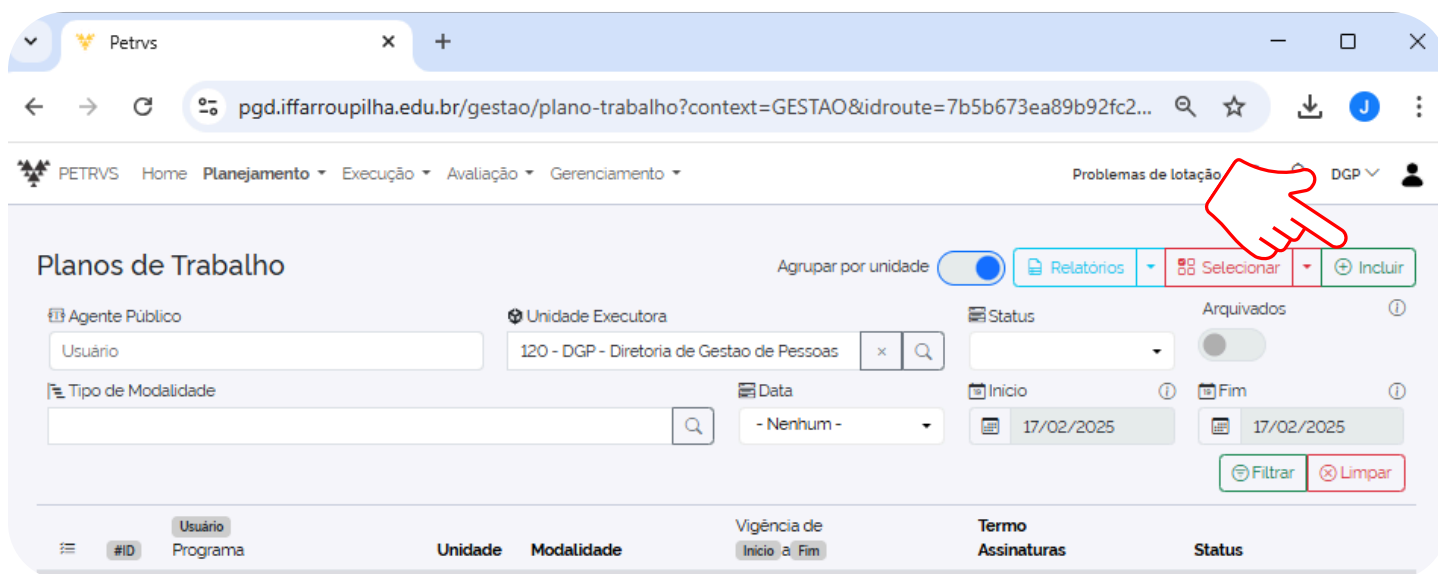 Petrvs
pgd.iffarroupilha.edu.br/gestao/plano-trabalho?context=GESTAO&idroute=7b5b673ea89b92fc2...
J
PETRVS Home Planejamento Execução Avaliação Gerenciamento Problemas de lotação DGP
Planos de Trabalho Agrupar por unidade Relatórios Selecionar Incluir
Agente Público Unidade Executora Status Arquivados
Usuário 120 - DGP - Diretoria de Gestao de Pessoas
Tipo de Modalidade Data Início Fim
- Nenhum - 17/02/2025 17/02/2025
Filtrar Limpar
Usuário Vigência de Termo
#ID Programa Unidade Modalidade Início a Fim Assinaturas Status